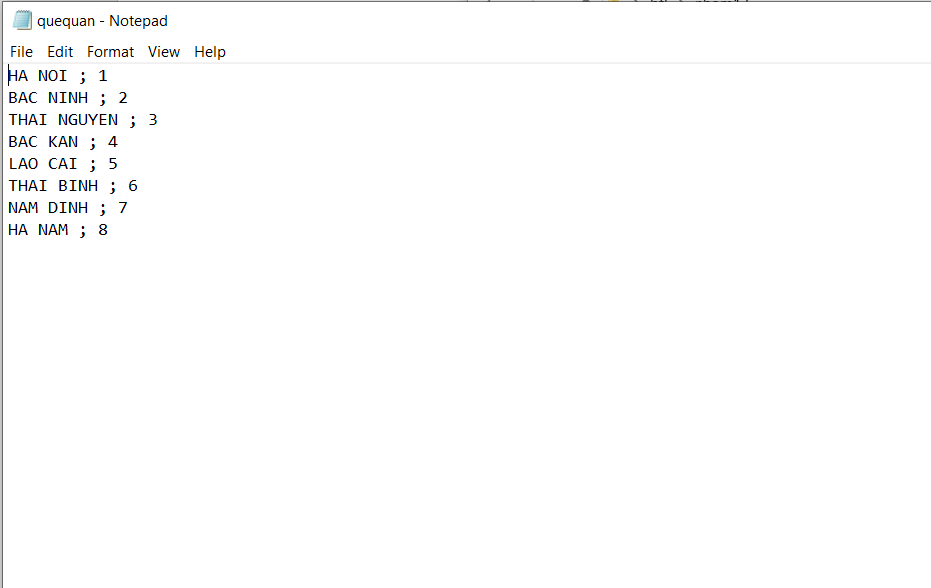 quequan - Notepad
File Edit Format View Help
HA NOI ; 1
BAC NINH ; 2
THAI NGUYEN ; 3
BAC KAN ; 4
LAO CAI ; 5
THAI BINH ; 6
NAM DINH ; 7
HA NAM ; 8